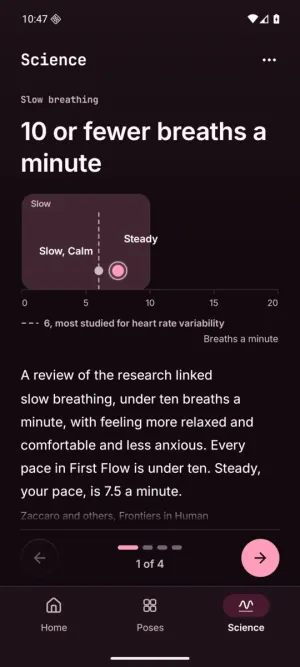 10:47
Science
Slow breathing
10 or fewer breaths a
minute
Slow
Steady
Slow, Calm
0 5 10 15 20
6, most studied for heart rate variability
Breaths a minute
A review of the research linked
slow breathing, under ten breaths a
minute, with feeling more relaxed and
comfortable and less anxious. Every
pace in First Flow is under ten. Steady,
your pace, is 7.5 a minute.
Zaccaro and others, Frontiers in Human
1 of 4
Home Poses Science